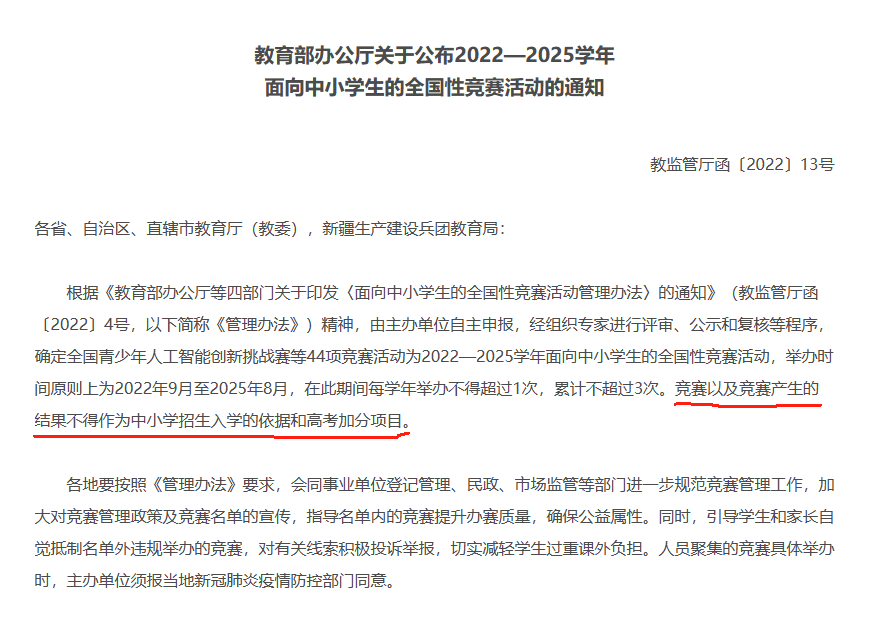 教育部办公厅关于公布2022—2025学年
面向中小学生的全国性竞赛活动的通知
教监管厅函〔2022〕13号
各省、自治区、直辖市教育厅（教委），新疆生产建设兵团教育局：
根据《教育部办公厅等四部门关于印发〈面向中小学生的全国性竞赛活动管理办法〉的通知》（教监管厅函
〔2022〕4号，以下简称《管理办法》）精神，由主办单位自主申报，经组织专家进行评审、公示和复核等程序，
确定全国青少年人工智能创新挑战赛等44项竞赛活动为2022—2025学年面向中小学生的全国性竞赛活动，举办时
间原则上为2022年9月至2025年8月，在此期间每学年举办不得超过1次，累计不超过3次。竞赛以及竞赛产生的
结果不得作为中小学招生入学的依据和高考加分项目。
各地要按照《管理办法》要求，会同事业单位登记管理、民政、市场监管等部门进一步规范竞赛管理工作，加
大对竞赛管理政策及竞赛名单的宣传，指导名单内的竞赛提升办赛质量，确保公益属性。同时，引导学生和家长自
觉抵制名单外违规举办的竞赛，对有关线索积极投诉举报，切实减轻学生过重课外负担。人员聚集的竞赛具体举办
时，主办单位须报当地新冠肺炎疫情防控部门同意。